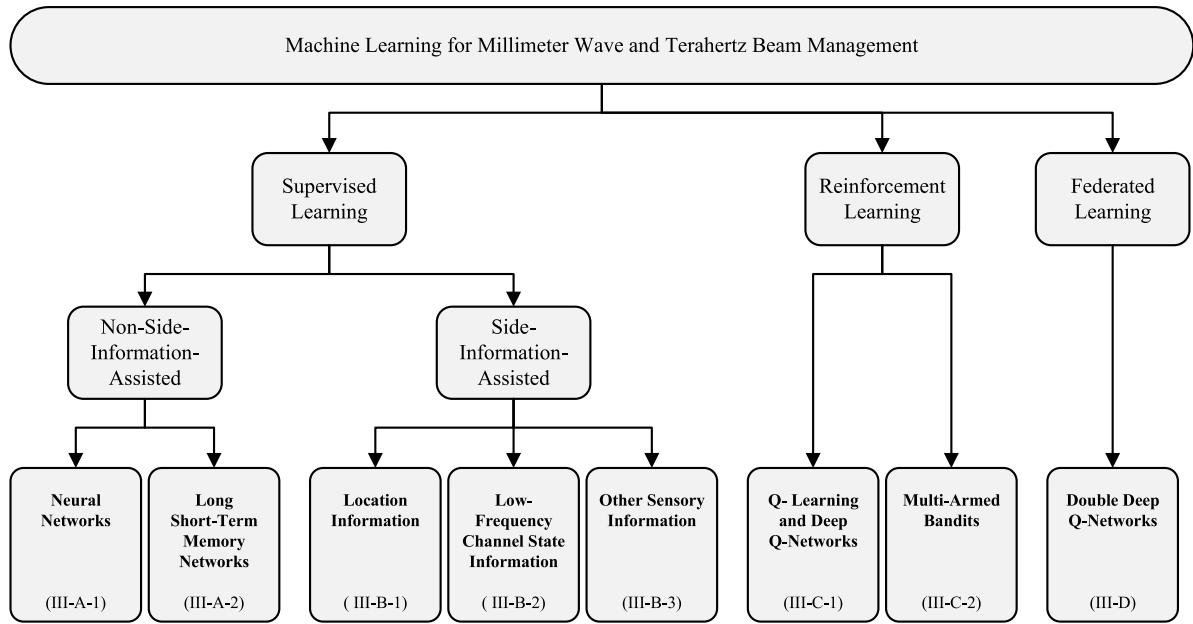 Machine Learning for Millimeter Wave and Terahertz Beam Management
Supervised
Learning
Reinforcement
Learning
Federated
Learning
Non-Side-
Information-
Assisted
Side-
Information-
Assisted
Neural
Networks
(III-A-1)
Long
Short-Term
Memory
Networks
(III-A-2)
Location
Information
( III-B-1)
Low-
Frequency
Channel State
Information
( III-B-2)
Other Sensory
Information
(III-B-3)
Q- Learning
and Deep
Q-Networks
(III-C-1)
Multi-Armed
Bandits
(III-C-2)
Double Deep
Q-Networks
(III-D)